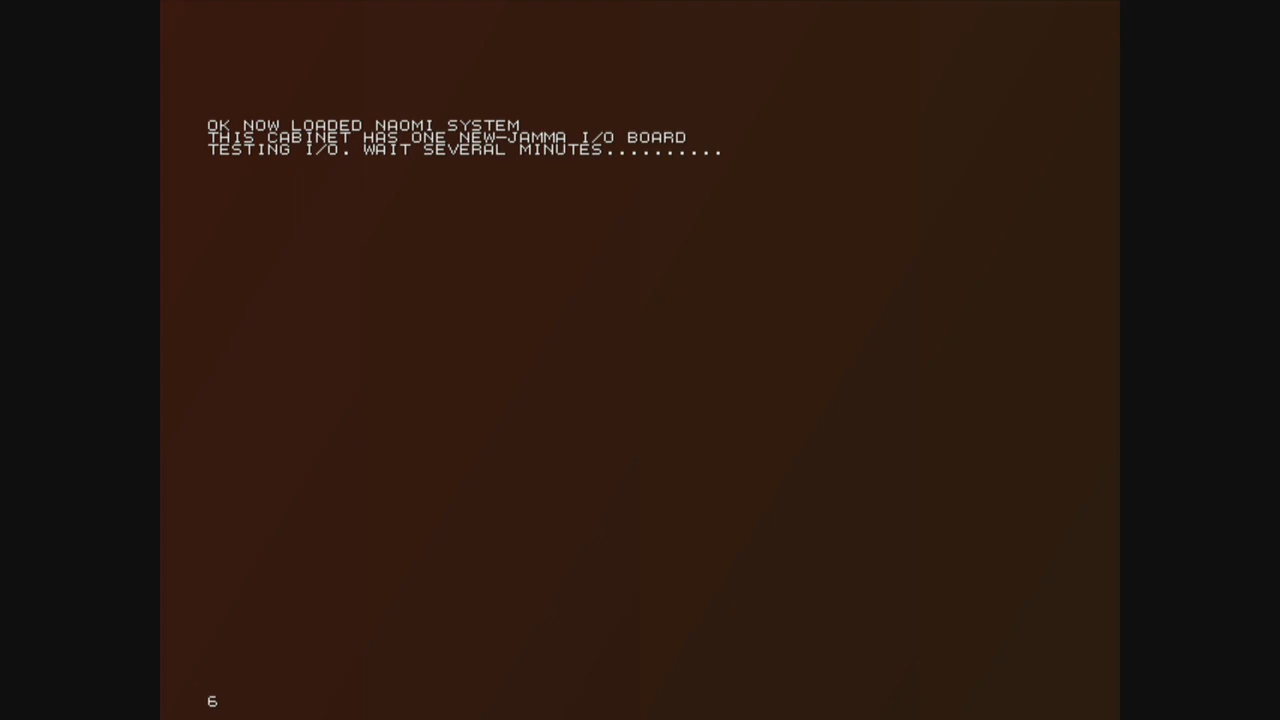 OK NOW LOADED NAOMI SYSTEM
THIS CABINET HAS ONE NEW-JAMMA I/O BOARD
TESTING I/O. WAIT SEVERAL MINUTES..........
6